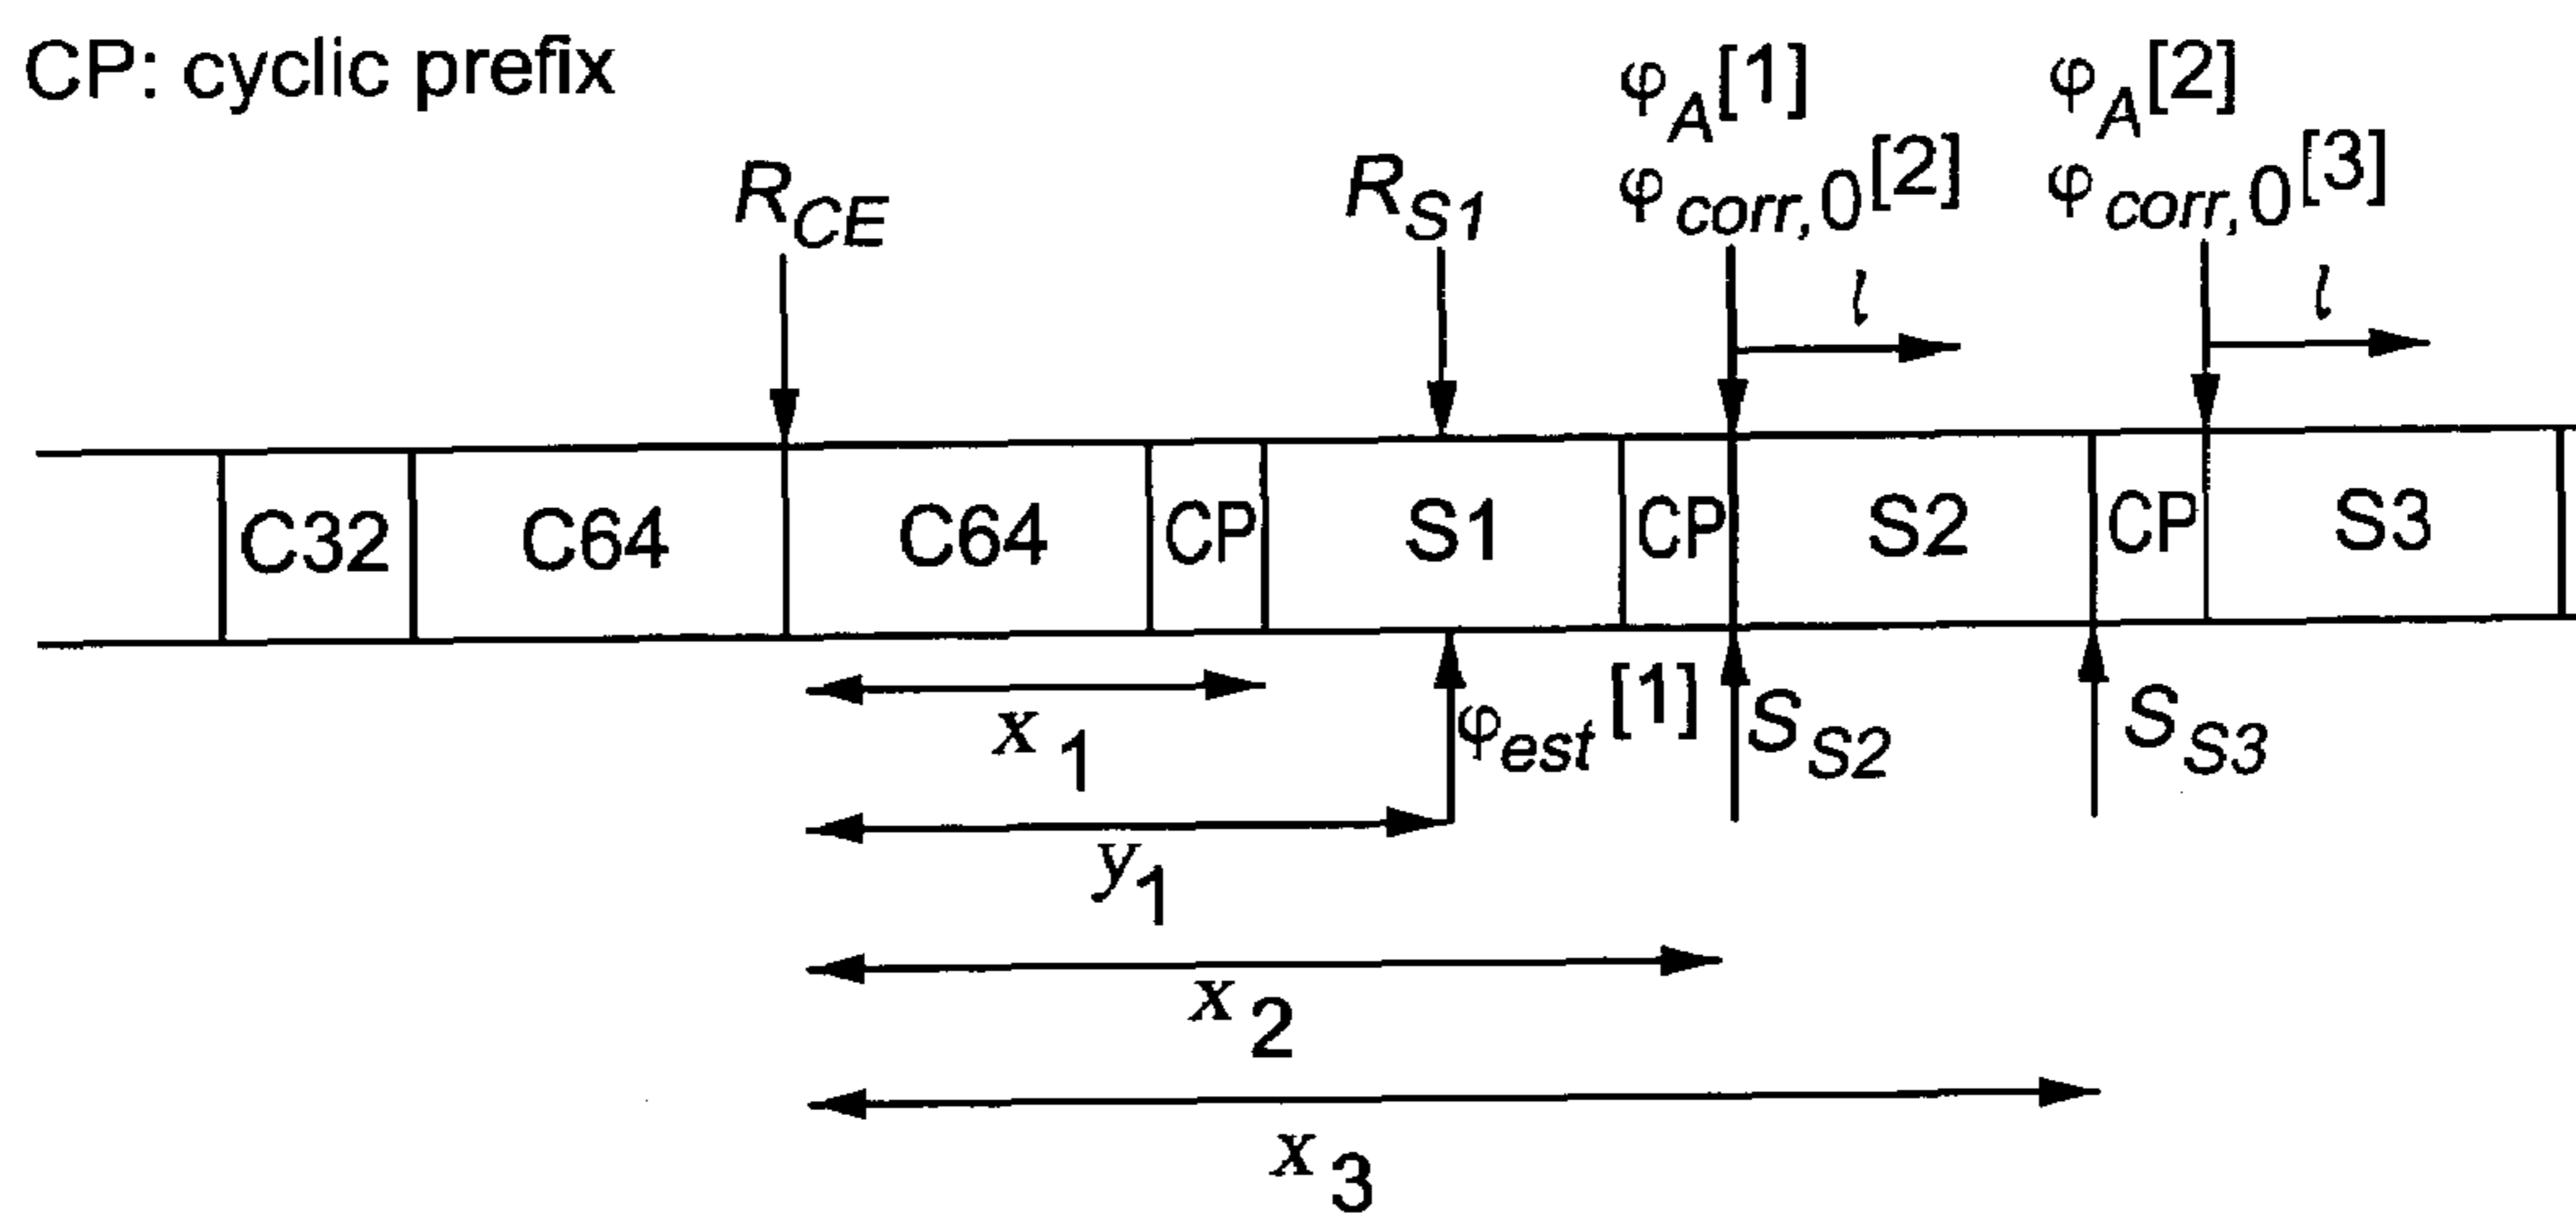 CP: cyclic prefix
φA[1]
φA[2]
RCE
RS1
φcorr,0[2]
φcorr,0[3]
l
l
C32
C64
C64
CP
S1
CP
S2
CP
S3
x1
φest[1]
SS2
SS3
y1
x2
x3